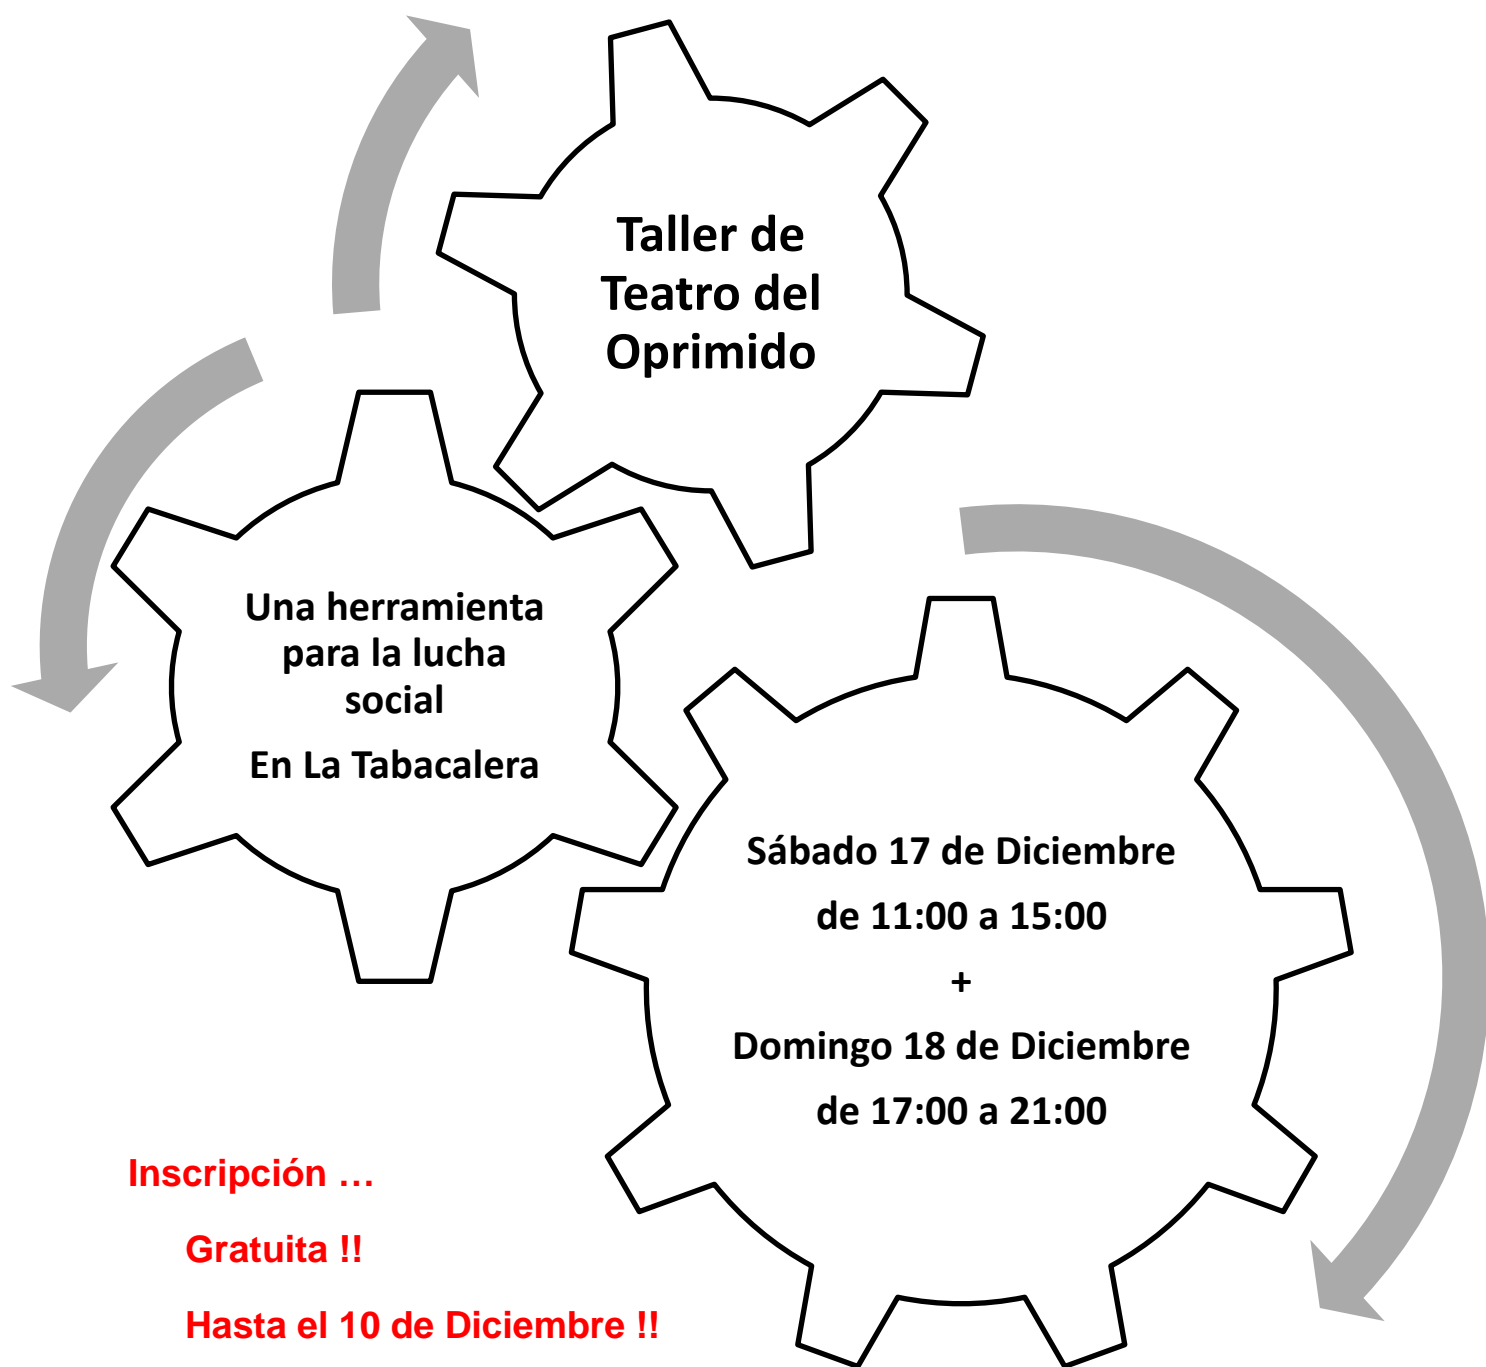 Taller de
Teatro del
Oprimido
Una herramienta
para la lucha
social
En La Tabacalera
Sábado 17 de Diciembre
de 11:00 a 15:00
+
Domingo 18 de Diciembre
de 17:00 a 21:00
Inscripción …
Gratuita !!
Hasta el 10 de Diciembre !!